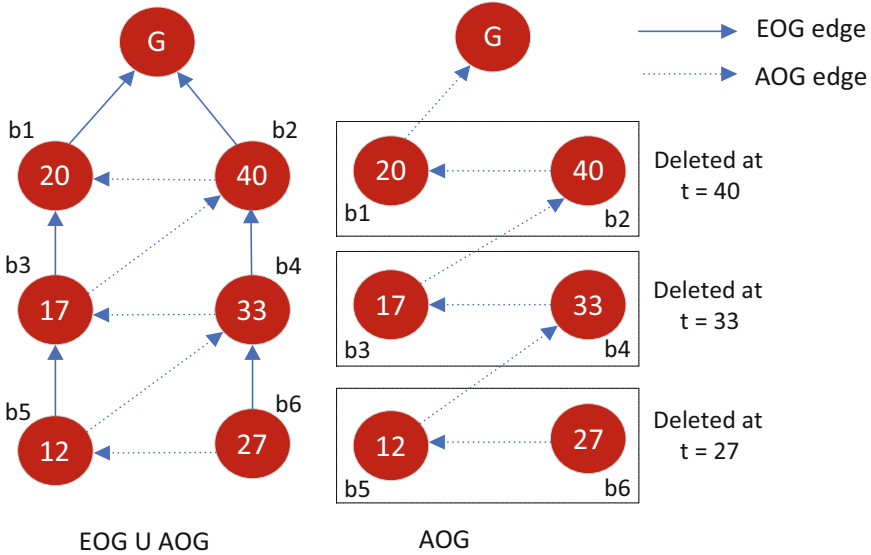 G
b1
b2
20
40
b3
b4
17
33
b5
b6
12
27
EOG U AOG
G
20
40
b1
b2
Deleted at
t = 40
17
33
b3
b4
Deleted at
t = 33
12
27
b5
b6
Deleted at
t = 27
AOG
EOG edge
AOG edge